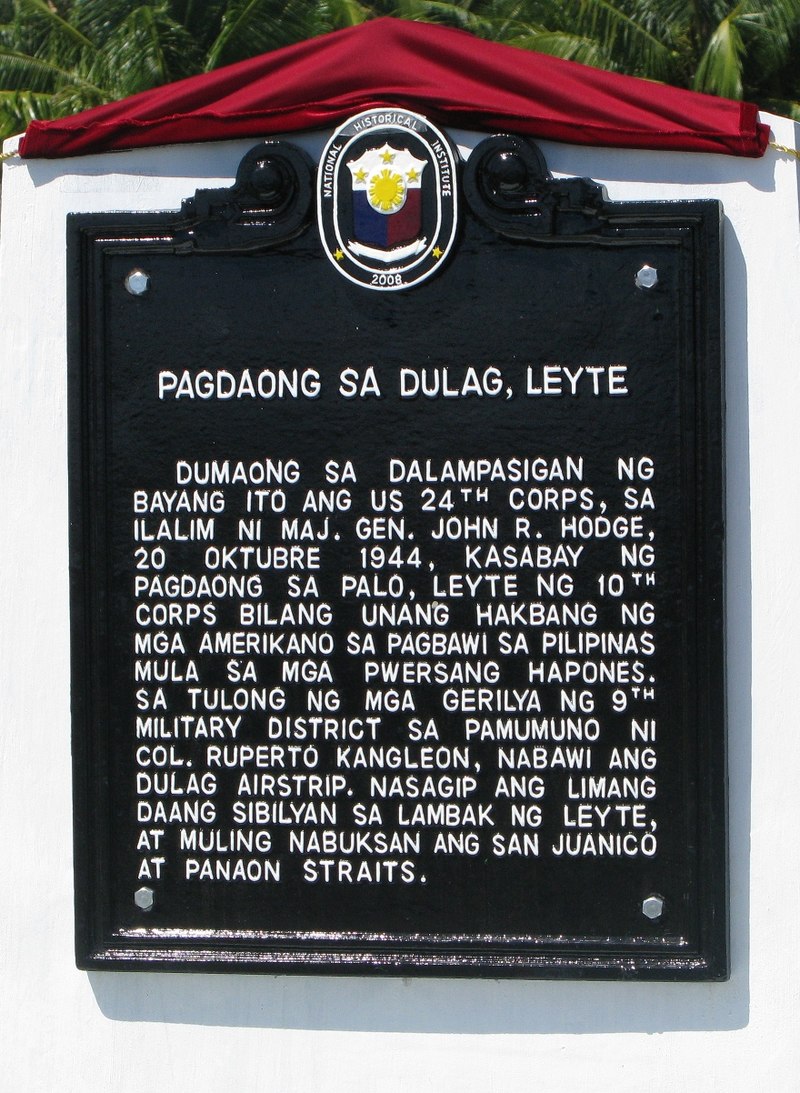 NATIONAL HISTORICAL INSTITUTE
2008
PAGDAONG SA DULAG, LEYTE
DUMAONG SA DALAMPASIGAN NG
BAYANG ITO ANG US 24TH CORPS, SA
ILALIM NI MAJ. GEN. JOHN R. HODGE,
20 OKTUBRE 1944, KASABAY NG
PAGDAONG SA PALO, LEYTE NG 10TH
CORPS BILANG UNANG HAKBANG NG
MGA AMERIKANO SA PAGBAWI SA PILIPINAS
MULA SA MGA PWERSANG HAPONES.
SA TULONG NG MGA GERILYA NG 9TH
MILITARY DISTRICT SA PAMUMUNO NI
COL. RUPERTO KANGLEON, NABAWI ANG
DULAG AIRSTRIP. NASAGIP ANG LIMANG
DAANG SIBILYAN SA LAMBAK NG LEYTE,
AT MULING NABUKSAN ANG SAN JUANICO
AT PANAON STRAITS.